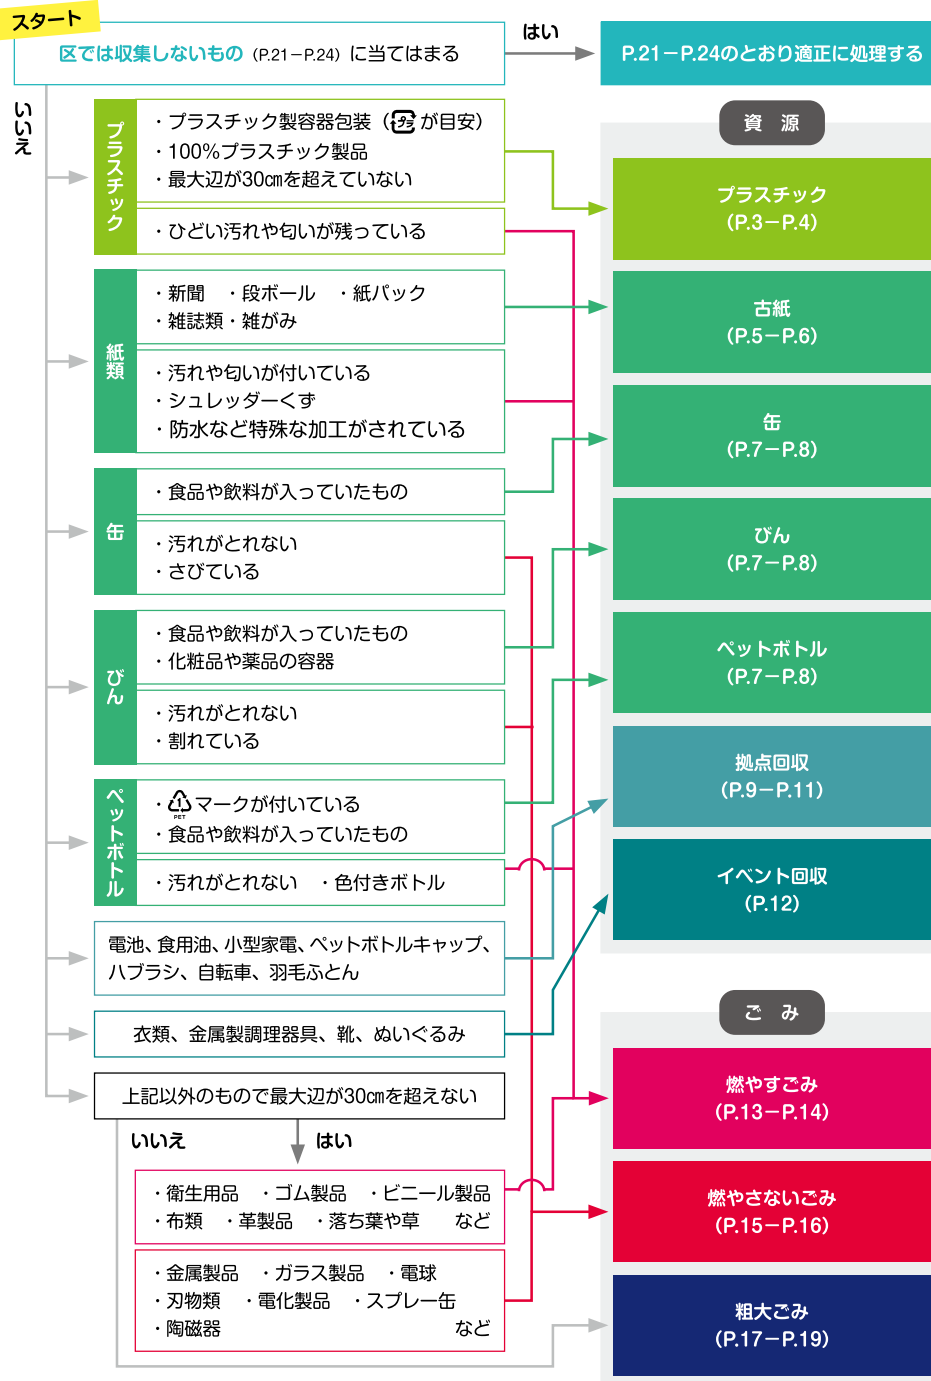 スタート
区では収集しないもの（P.21－P.24）に当てはまる
はい
P.21－P.24のとおり適正に処理する
いいえ
プラスチック
・プラスチック製容器包装（プラが目安）
・100％プラスチック製品
・最大辺が30㎝を超えていない
・ひどい汚れや匂いが残っている
紙類
・新聞　・段ボール　・紙パック
・雑誌類・雑がみ
・汚れや匂いが付いている
・シュレッダーくず
・防水など特殊な加工がされている
缶
・食品や飲料が入っていたもの
・汚れがとれない
・さびている
びん
・食品や飲料が入っていたもの
・化粧品や薬品の容器
・汚れがとれない
・割れている
ペットボトル
・1 PET マークが付いている
・食品や飲料が入っていたもの
・汚れがとれない　・色付きボトル
電池、食用油、小型家電、ペットボトルキャップ、
ハブラシ、自転車、羽毛ふとん
衣類、金属製調理器具、靴、ぬいぐるみ
上記以外のもので最大辺が30㎝を超えない
いいえ
はい
・衛生用品　・ゴム製品　・ビニール製品
・布類　・革製品　・落ち葉や草　など
・金属製品　・ガラス製品　・電球
・刃物類　・電化製品　・スプレー缶
・陶磁器　など
資源
プラスチック
（P.3－P.4）
古紙
（P.5－P.6）
缶
（P.7－P.8）
びん
（P.7－P.8）
ペットボトル
（P.7－P.8）
拠点回収
（P.9－P.11）
イベント回収
（P.12）
ごみ
燃やすごみ
（P.13－P.14）
燃やさないごみ
（P.15－P.16）
粗大ごみ
（P.17－P.19）